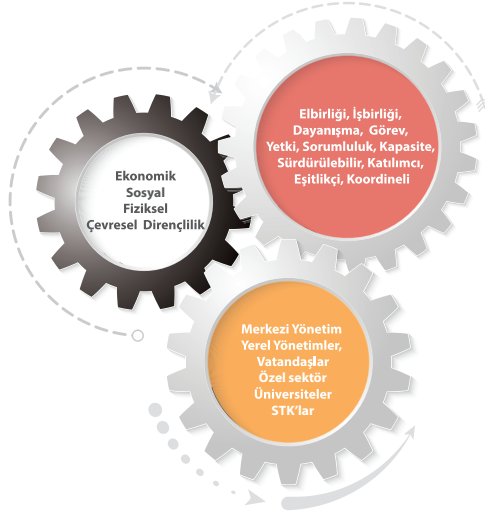 Elbirliği, İşbirliği,
Dayanışma, Görev,
Yetki, Sorumluluk, Kapasite,
Sürdürülebilir, Katılımcı,
Eşitlikçi, Koordineli
Ekonomik
Sosyal
Fiziksel
Çevresel Dirençlilik
Merkezi Yönetim
Yerel Yönetimler,
Vatandaşlar
Özel sektör
Üniversiteler
STK'lar